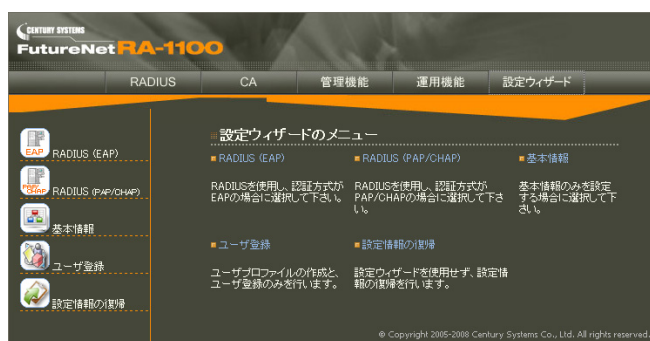 CENTURY SYSTEMS
FutureNet RA-1100
RADIUS CA 管理機能 運用機能 設定ウィザード
設定ウィザードのメニュー
EAP RADIUS (EAP)
PAP/CHAP RADIUS (PAP/CHAP)
基本情報
ユーザ登録
設定情報の復帰
RADIUS (EAP) RADIUS (PAP/CHAP) 基本情報
RADIUSを使用し、認証方式が RADIUSを使用し、認証方式が 基本情報のみを設定
EAPの場合に選択して下さい。 PAP/CHAPの場合に選択して下さ する場合に選択して下
い。 さい。
ユーザ登録 設定情報の復帰
ユーザプロファイルの作成と、 設定ウィザードを使用せず、設定情
ユーザ登録のみを行います。 報の復帰を行います。
© Copyright 2005-2008 Century Systems Co., Ltd. All rights reserved.